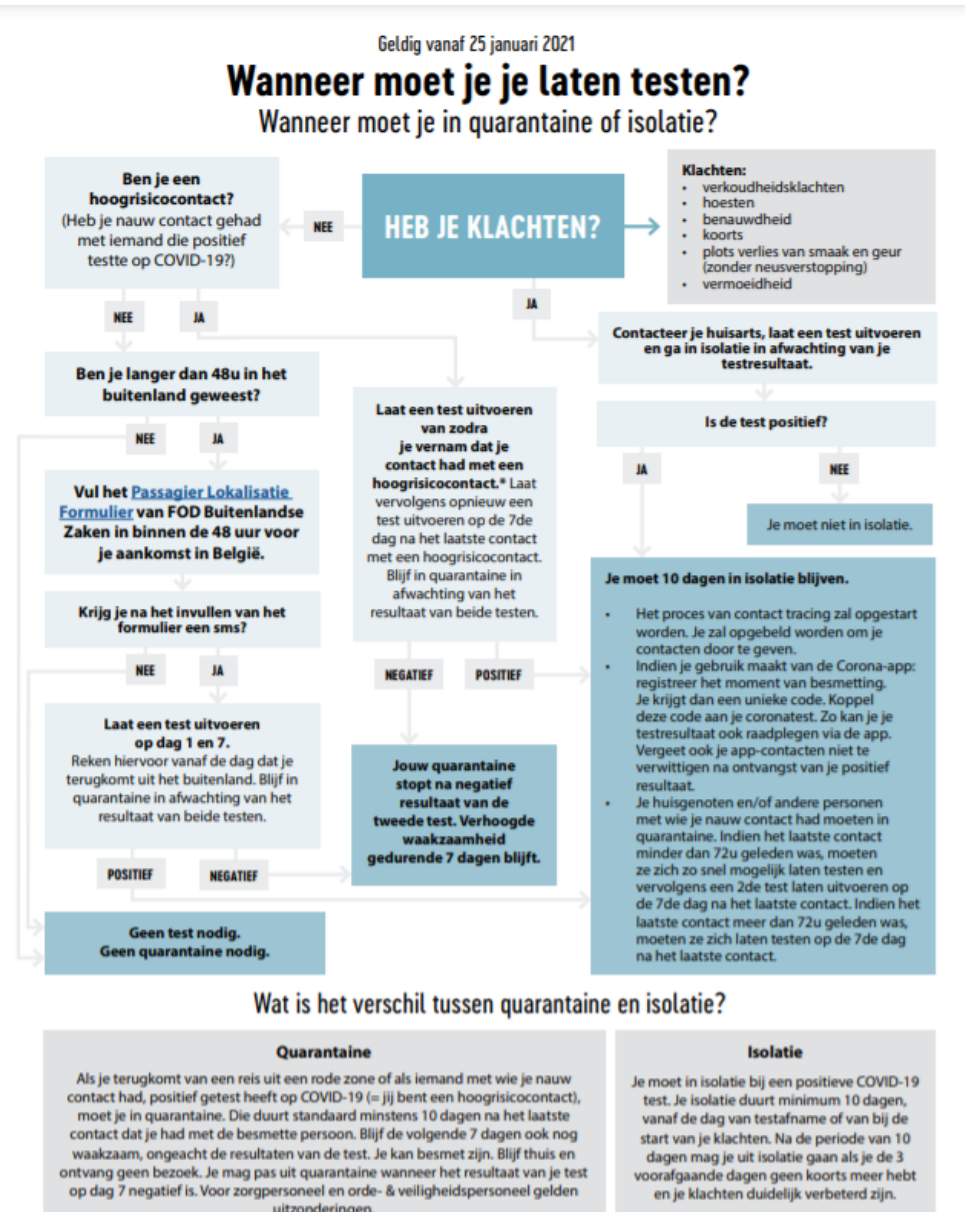 Geldig vanaf 25 januari 2021
Wanneer moet je je laten testen?
Wanneer moet je in quarantaine of isolatie?
Ben je een
hoogrisicocontact?
(Heb je nauw contact gehad
met iemand die positief
testte op COVID-19?)
NEE
HEB JE KLACHTEN?
Klachten:
• verkoudheidsklachten
• hoesten
• benauwdheid
• koorts
• plots verlies van smaak en geur
(zonder neusverstopping)
• vermoeidheid
NEE
JA
JA
Contacteer je huisarts, laat een test uitvoeren
en ga in isolatie in afwachting van je
testresultaat.
Ben je langer dan 48u in het
buitenland geweest?
NEE
JA
Laat een test uitvoeren
van zodra
je vernam dat je
contact had met een
hoogrisicocontact.* Laat
vervolgens opnieuw een
test uitvoeren op de 7de
dag na het laatste contact
met een hoogrisicocontact.
Blijf in quarantaine in
afwachting van het
resultaat van beide testen.
Is de test positief?
JA
NEE
Je moet niet in isolatie.
Vul het Passagier Lokalisatie
Formulier van FOD Buitenlandse
Zaken in binnen de 48 uur voor
je aankomst in België.
Krijg je na het invullen van het
formulier een sms?
NEE
JA
NEGATIEF
POSITIEF
Je moet 10 dagen in isolatie blijven.
• Het proces van contact tracing zal opgestart
worden. Je zal opgebeld worden om je
contacten door te geven.
• Indien je gebruik maakt van de Corona-app:
registreer het moment van besmetting.
Je krijgt dan een unieke code. Koppel
deze code aan je coronatest. Zo kan je je
testresultaat ook raadplegen via de app.
Vergeet ook je app-contacten niet te
verwittigen na ontvangst van je positief
resultaat.
• Je huisgenoten en/of andere personen
met wie je nauw contact had moeten in
quarantaine. Indien het laatste contact
minder dan 72u geleden was, moeten
ze zich zo snel mogelijk laten testen en
vervolgens een 2de test laten uitvoeren op
de 7de dag na het laatste contact. Indien het
laatste contact meer dan 72u geleden was,
moeten ze zich laten testen op de 7de dag
na het laatste contact.
Laat een test uitvoeren
op dag 1 en 7.
Reken hiervoor vanaf de dag dat je
terugkomt uit het buitenland. Blijf in
quarantaine in afwachting van het
resultaat van beide testen.
Jouw quarantaine
stopt na negatief
resultaat van de
tweede test. Verhoogde
waakzaamheid
gedurende 7 dagen blijft.
POSITIEF
NEGATIEF
Geen test nodig.
Geen quarantaine nodig.
Wat is het verschil tussen quarantaine en isolatie?
Quarantaine
Als je terugkomt van een reis uit een rode zone of als iemand met wie je nauw
contact had, positief getest heeft op COVID-19 (= jij bent een hoogrisicocontact),
moet je in quarantaine. Die duurt standaard minstens 10 dagen na het laatste
contact dat je had met de besmette persoon. Blijf de volgende 7 dagen ook nog
waakzaam, ongeacht de resultaten van de test. Je kan besmet zijn. Blijf thuis en
ontvang geen bezoek. Je mag pas uit quarantaine wanneer het resultaat van je test
op dag 7 negatief is. Voor zorgpersoneel en orde- & veiligheidspersoneel gelden
uitzonderingen.
Isolatie
Je moet in isolatie bij een positieve COVID-19
test. Je isolatie duurt minimum 10 dagen,
vanaf de dag van testafname of van bij de
start van je klachten. Na de periode van 10
dagen mag je uit isolatie gaan als je de 3
voorafgaande dagen geen koorts meer hebt
en je klachten duidelijk verbeterd zijn.